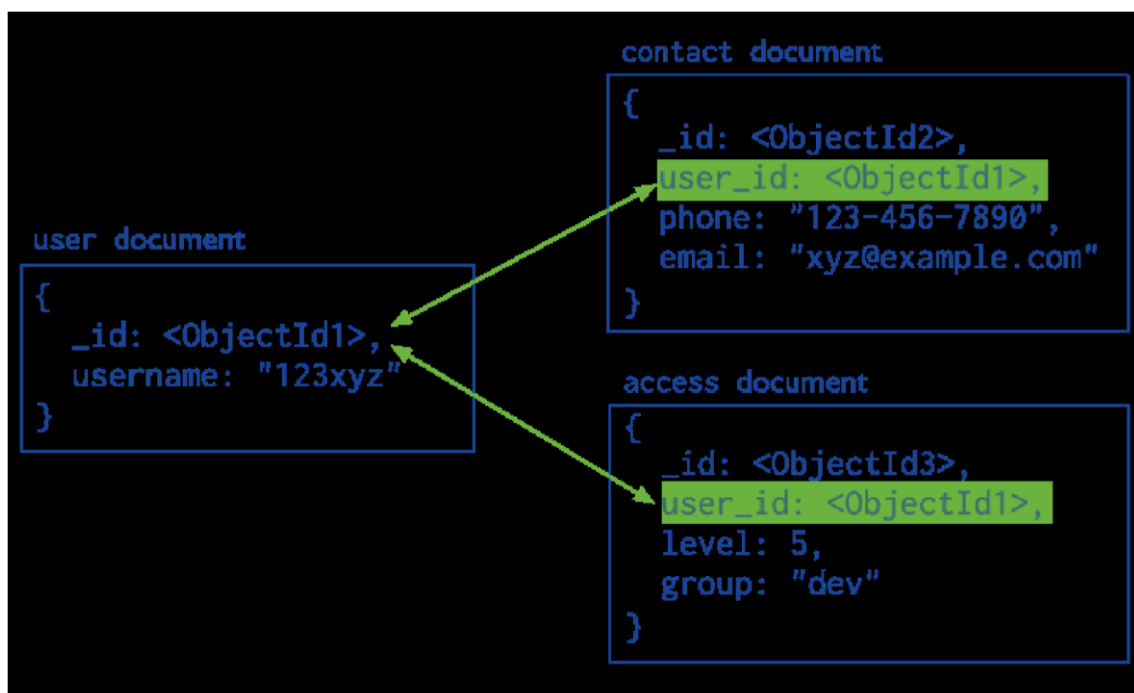 user document
{
_id: <ObjectId1>,
username: "123xyz"
}
contact document
{
_id: <ObjectId2>,
user_id: <ObjectId1>,
phone: "123-456-7890",
email: "xyz@example.com"
}
access document
{
_id: <ObjectId3>,
user_id: <ObjectId1>,
level: 5,
group: "dev"
}